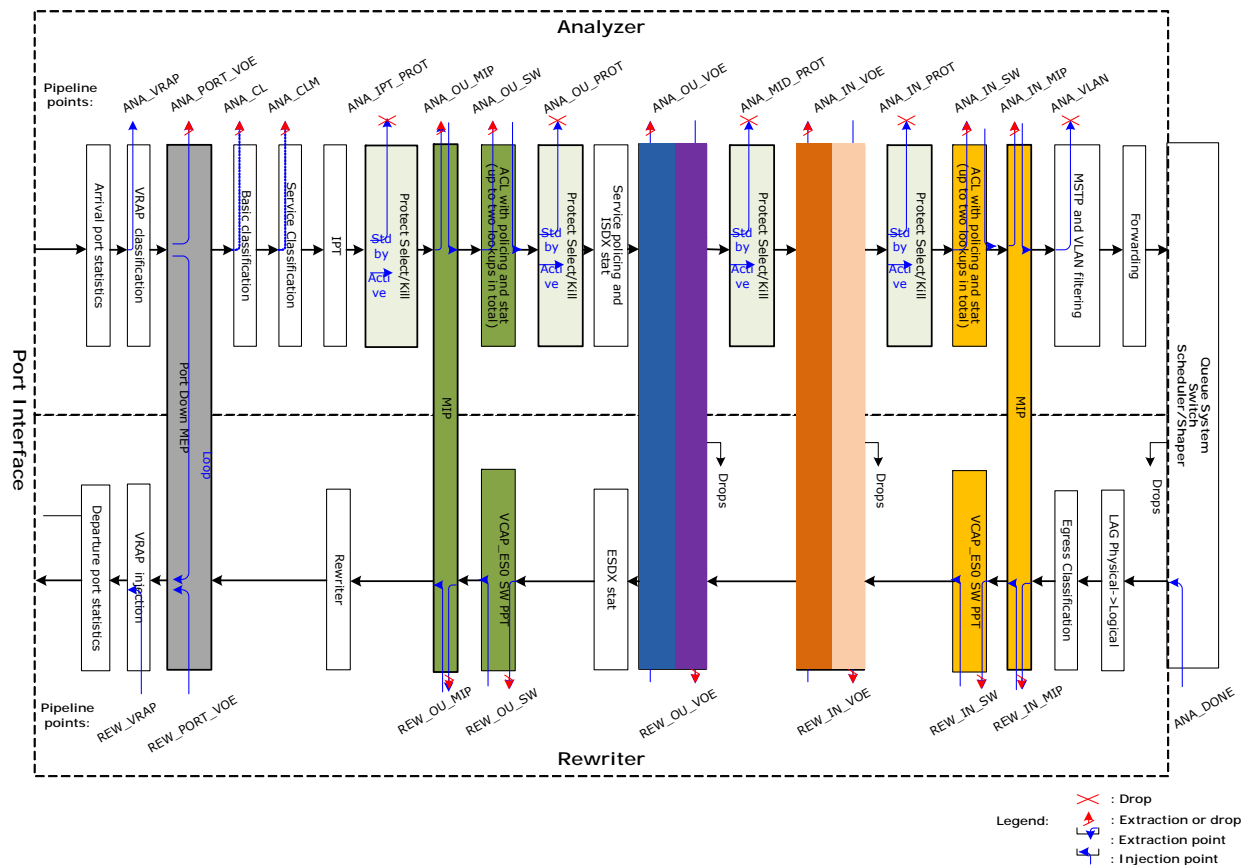 Analyzer
Pipeline
points:
ANA_VRAP
ANA_PORT_VOE
ANA_CL
ANA_CLM
ANA_IPT_PROT
ANA_OU_MIP
ANA_OU_SW
ANA_OU_PROT
ANA_OU_VOE
ANA_MID_PROT
ANA_IN_VOE
ANA_IN_PROT
ANA_IN_SW
ANA_IN_MIP
ANA_VLAN
Arrival port statistics
VRAP classification
Port Down MEP
Loop
Basic classification
Service Classification
IPT
Protect Select/Kill
Std
by
Acti
ve
MIP
ACL with policing and stat
(up to two lookups in total)
Protect Select/Kill
Std
by
Acti
ve
Service policing and
ISDX stat
Protect Select/Kill
Std
by
Acti
ve
Protect Select/Kill
Std
by
Acti
ve
ACL with policing and stat
(up to two lookups in total)
MIP
MSTP and VLAN filtering
Forwarding
Port Interface
Queue System
Switch
Scheduler/Shaper
Departure port statistics
VRAP injection
Rewriter
VCAP_ES0 SW PPT
ESDX stat
Drops
Drops
VCAP_ES0 SW PPT
Egress Classification
LAG Physical->Logical
Drops
Pipeline
points:
REW_VRAP
REW_PORT_VOE
REW_OU_MIP
REW_OU_SW
REW_OU_VOE
REW_IN_VOE
REW_IN_SW
REW_IN_MIP
ANA_DONE
Rewriter
Legend:
: Drop
: Extraction or drop
: Extraction point
: Injection point